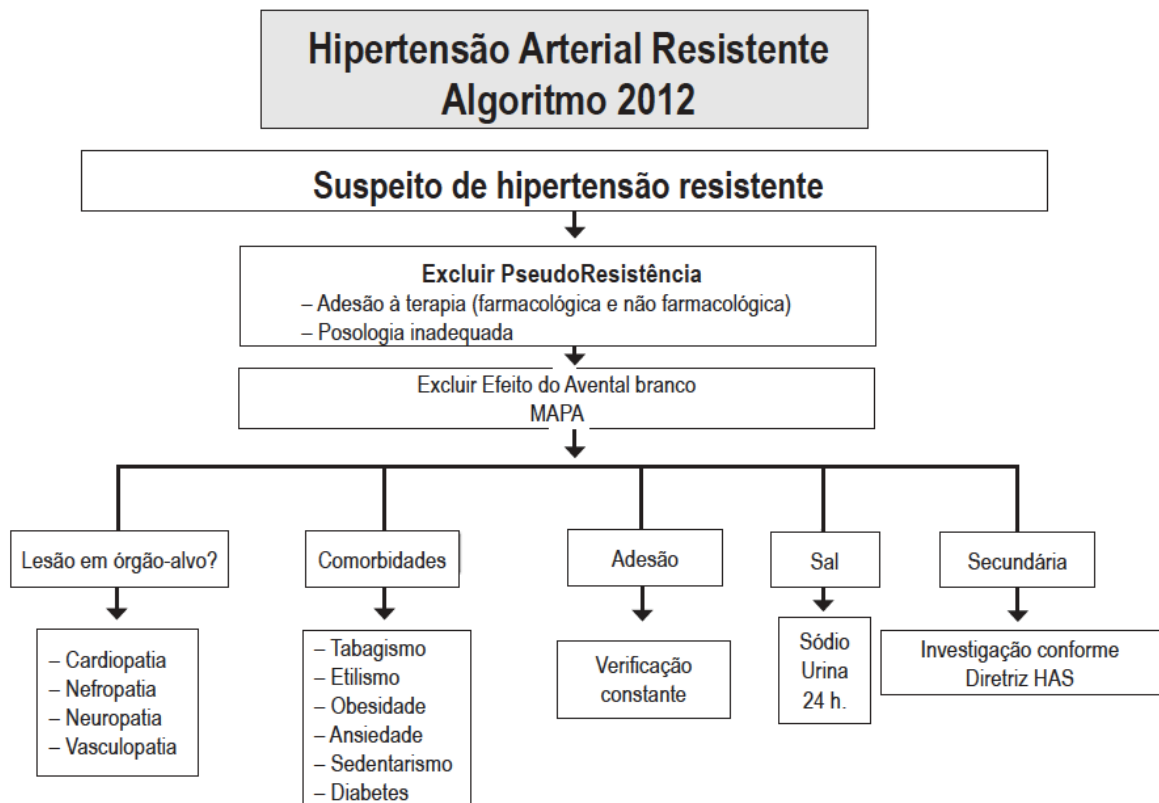 Hipertensão Arterial Resistente
Algoritmo 2012
Suspeito de hipertensão resistente
Excluir PseudoResistência
– Adesão à terapia (farmacológica e não farmacológica)
– Posologia inadequada
Excluir Efeito do Avental branco
MAPA
Lesão em órgão-alvo?
– Cardiopatia
– Nefropatia
– Neuropatia
– Vasculopatia
Comorbidades
– Tabagismo
– Etilismo
– Obesidade
– Ansiedade
– Sedentarismo
– Diabetes
Adesão
Verificação
constante
Sal
Sódio
Urina
24 h.
Secundária
Investigação conforme
Diretriz HAS